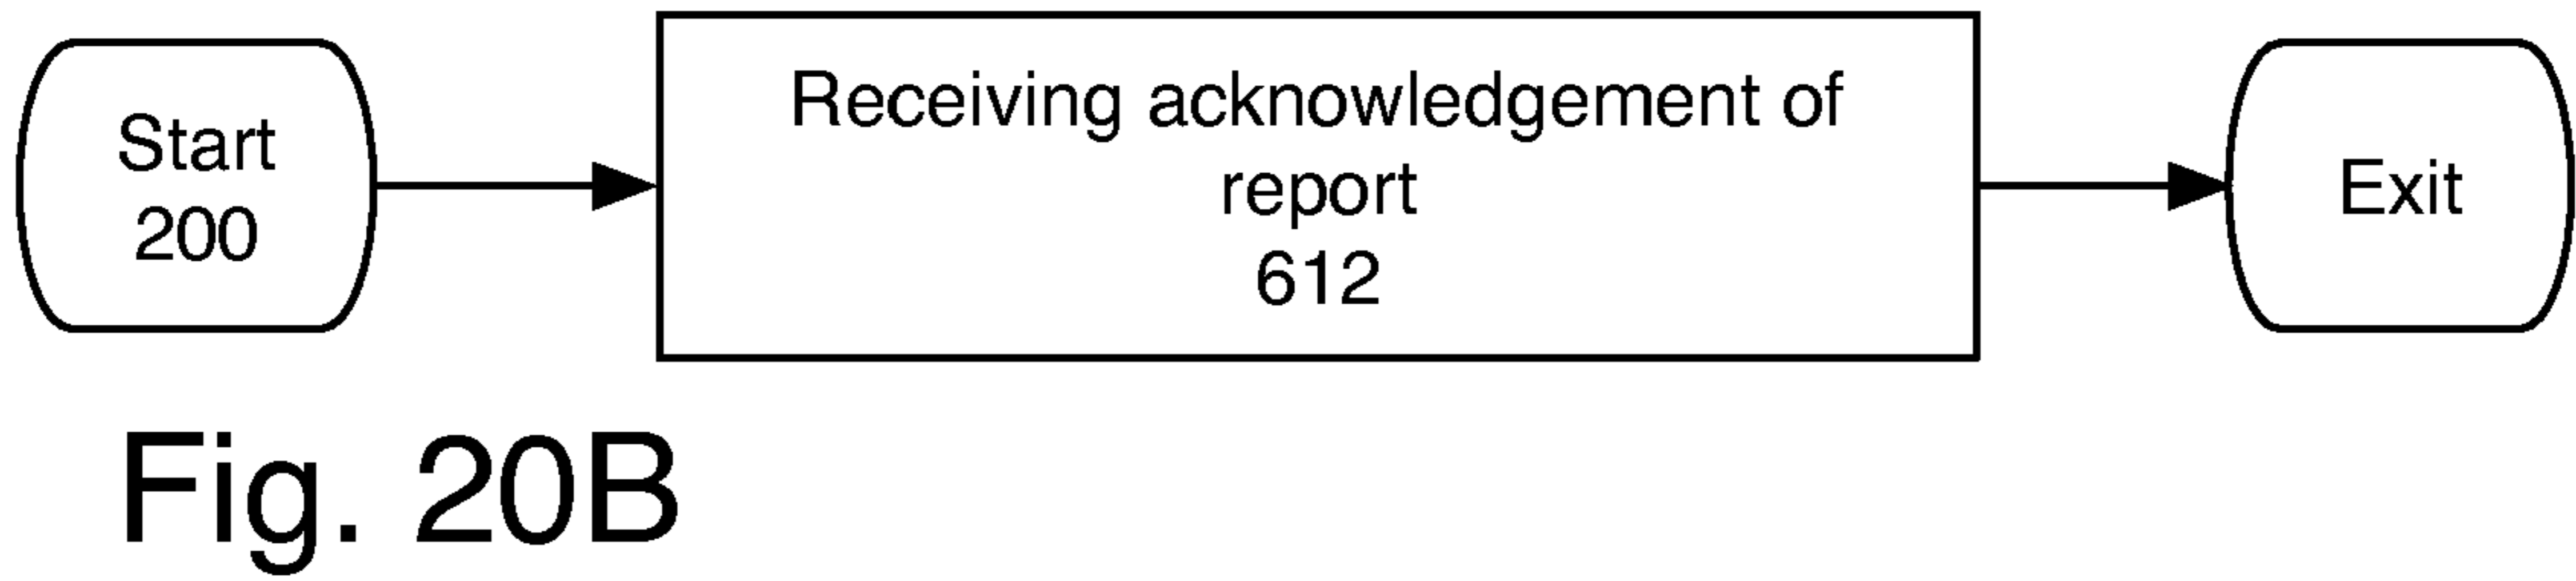 Start
200
Receiving acknowledgement of
report
612
Exit
Fig. 20B